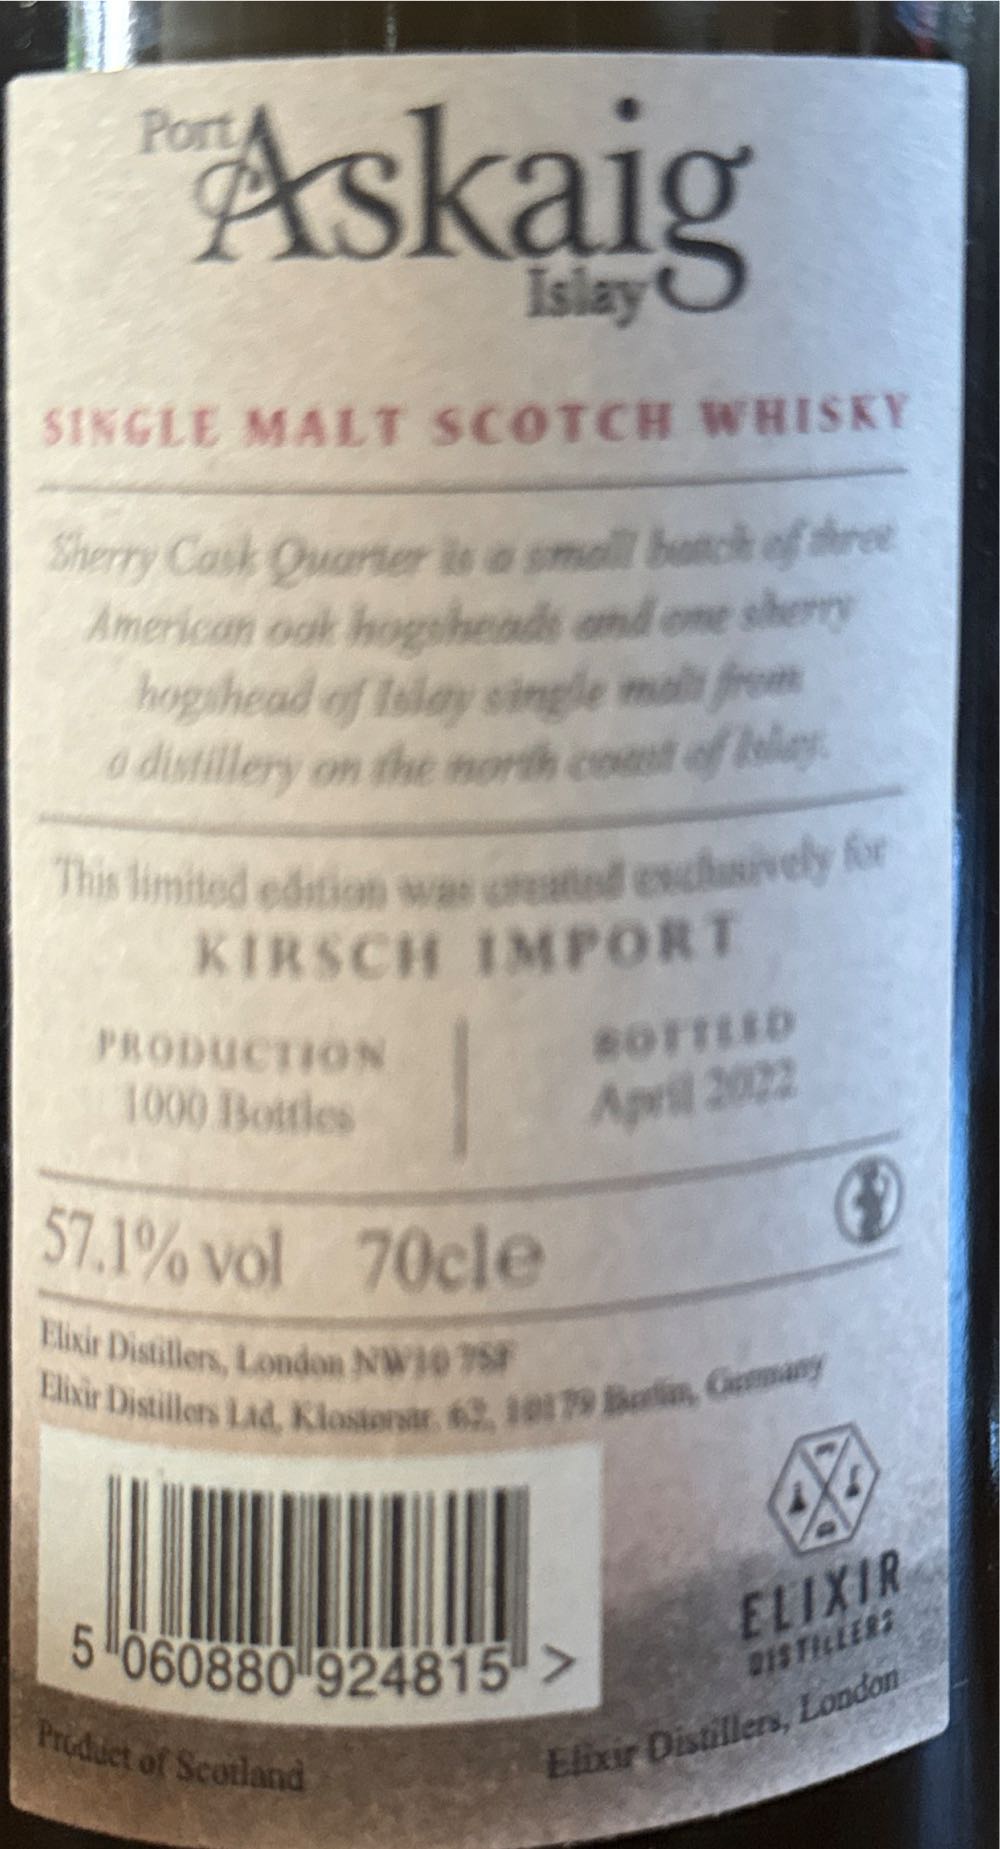 Port
Askaig
Islay
SINGLE MALT SCOTCH WHISKY
Sherry Cask Quarter is a small batch of three
American oak hogsheads and one sherry
hogshead of Islay single malt from
a distillery on the north coast of Islay.
This limited edition was created exclusively for
KIRSCH IMPORT
PRODUCTION
1000 Bottles
BOTTLED
April 2022
57.1% vol 70cl e
Elixir Distillers, London NW10 7SF
Elixir Distillers Ltd, Klosterstr. 62, 10179 Berlin, Germany
5 060880 924815 >
ELIXIR
DISTILLERS
Product of Scotland
Elixir Distillers, London